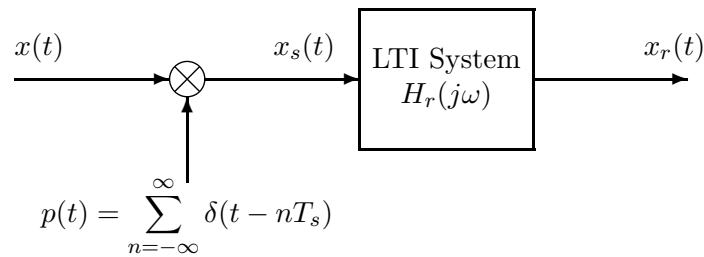 x(t)
x_s(t)
LTI System
H_r(jω)
x_r(t)
p(t) = ∑_{n=-∞}^{∞} δ(t − nT_s)